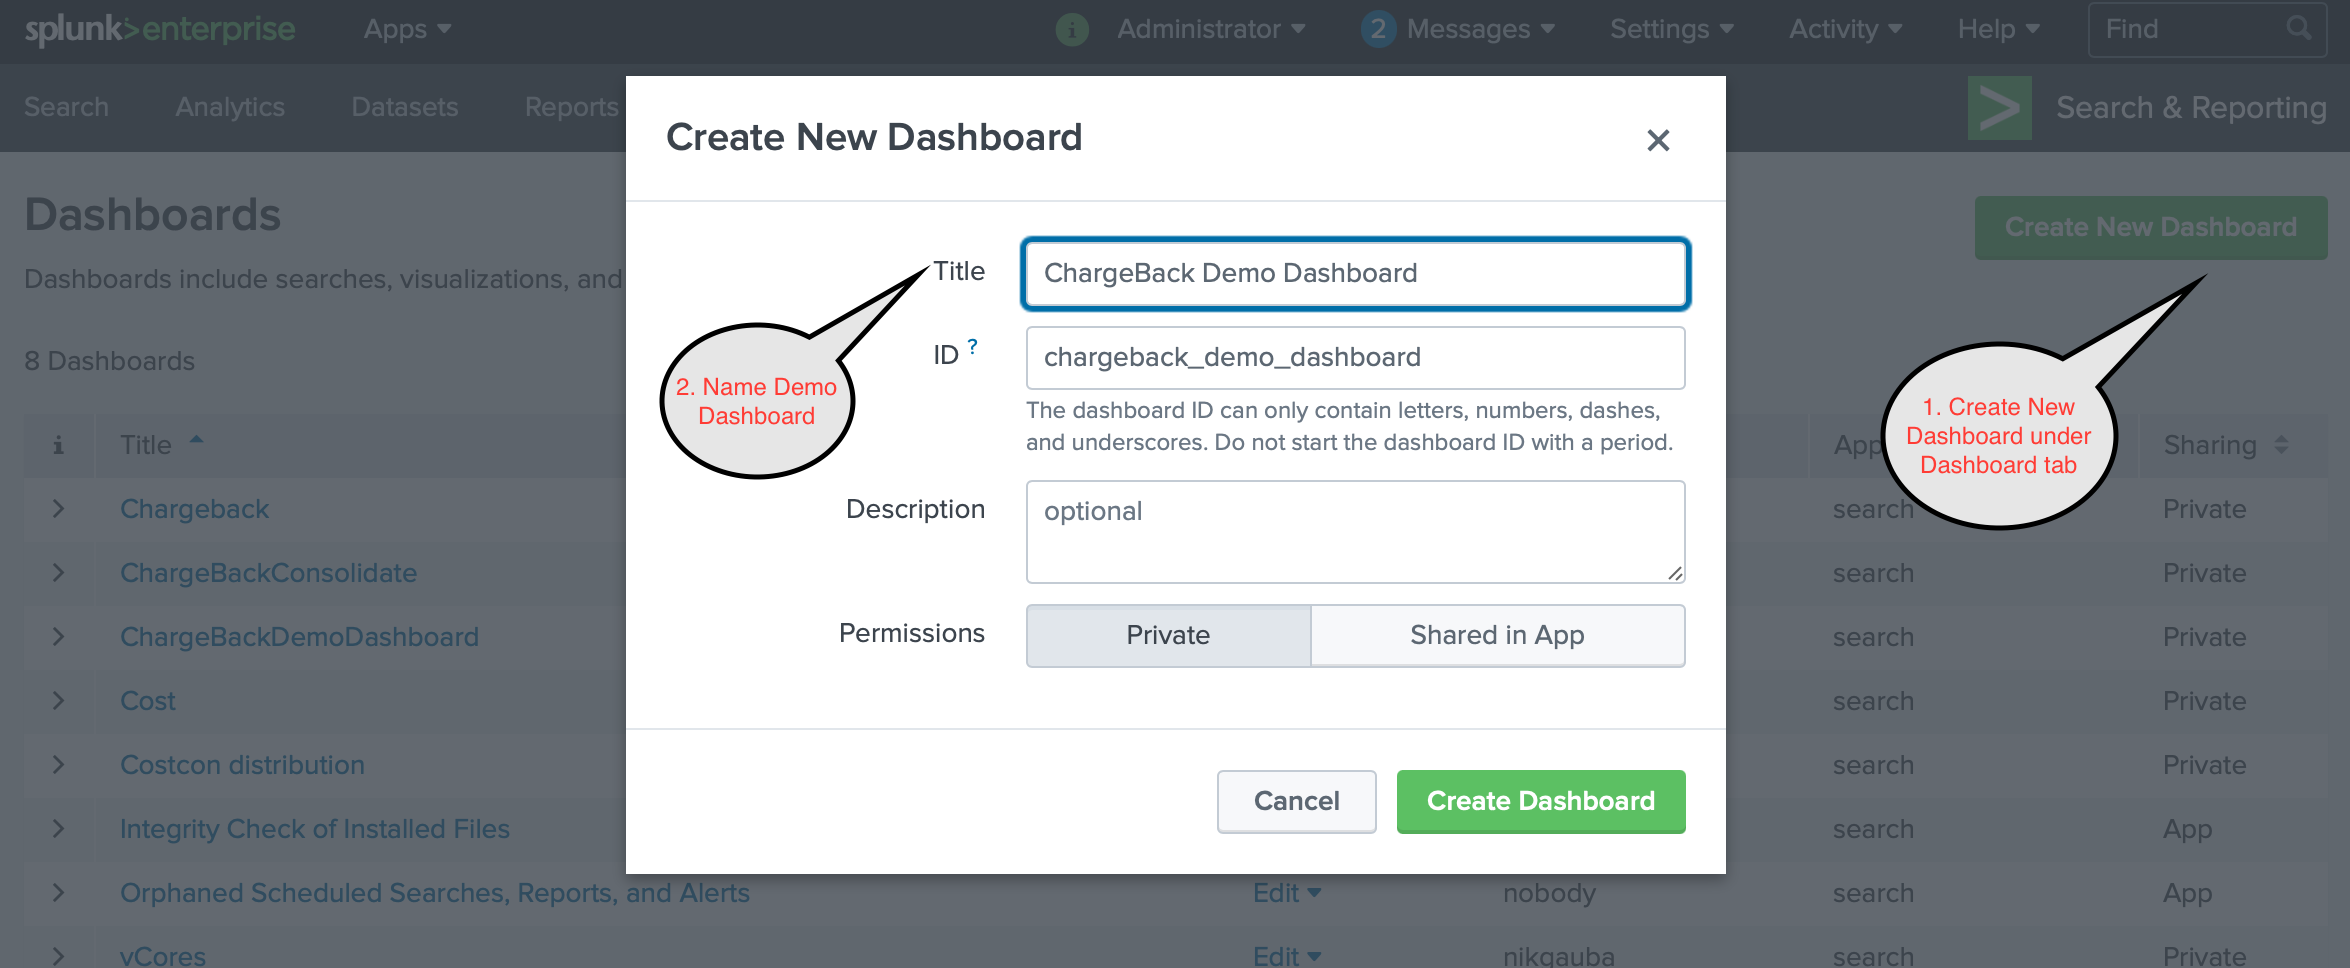 splunk>enterprise Apps Administrator 2 Messages Settings Activity Help Find
Search Analytics Datasets Reports Search & Reporting
Create New Dashboard
Dashboards
Create New Dashboard
Dashboards include searches, visualizations, and
Title ChargeBack Demo Dashboard
ID ? chargeback_demo_dashboard
8 Dashboards
The dashboard ID can only contain letters, numbers, dashes,
and underscores. Do not start the dashboard ID with a period.
2. Name Demo
Dashboard
1. Create New
Dashboard under
Dashboard tab
i Title App Sharing
Description optional
Permissions Private Shared in App
Cancel Create Dashboard
Chargeback search Private
ChargeBackConsolidate search Private
ChargeBackDemoDashboard search Private
Cost search Private
Costcon distribution search Private
Integrity Check of Installed Files search App
Orphaned Scheduled Searches, Reports, and Alerts Edit nobody search App
vCores Edit nikgauba search Private